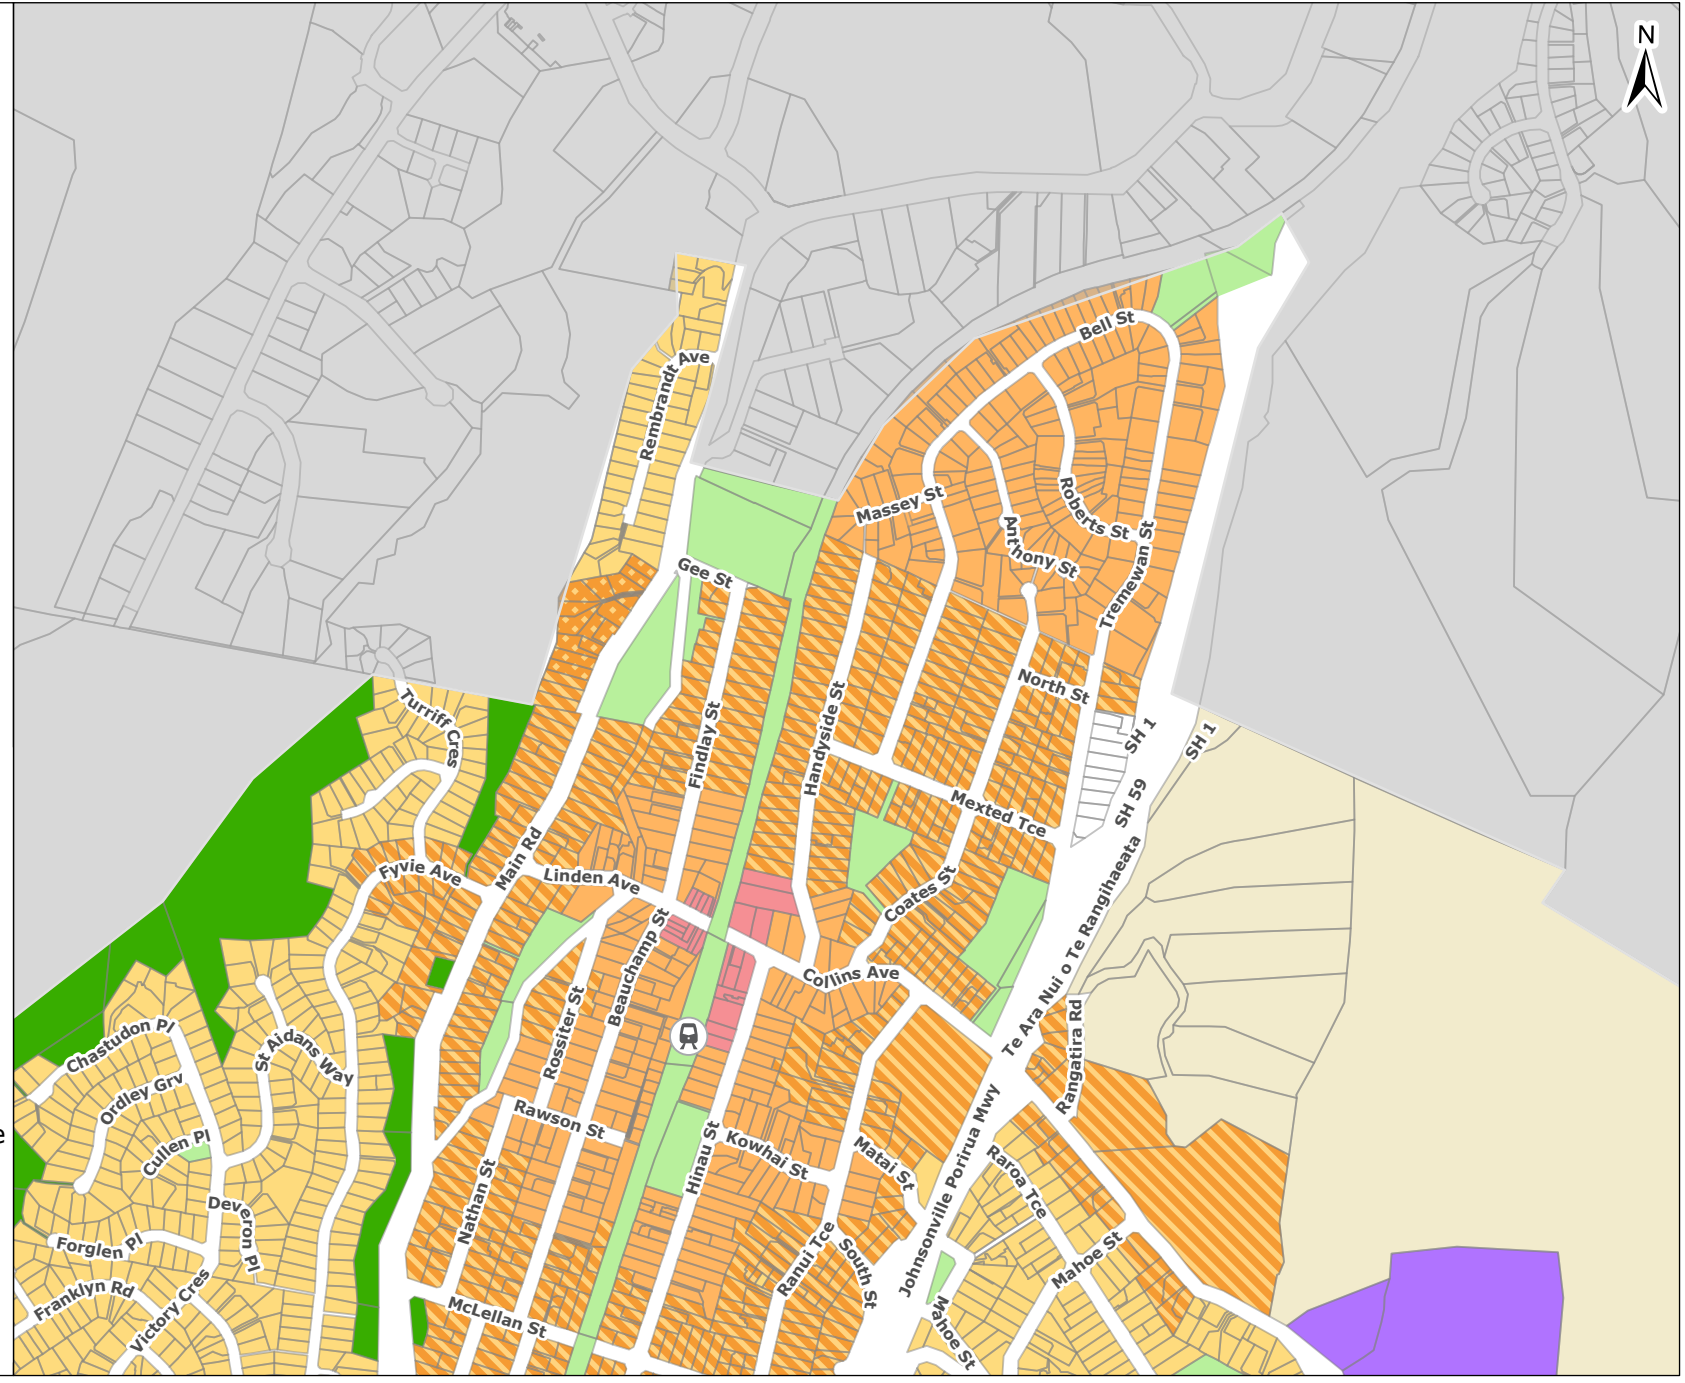 N
Bell St
Rembrandt Ave
Massey St
Roberts St
Anthony St
Tremewan St
Gee St
North St
Turriff Cres
Findlay St
Handyside St
SH 1
SH 1
SH 59
Mexted Tce
Main Rd
Fyvie Ave
Linden Ave
Coates St
Te Ara Nui o Te Rangihaeata
Beauchamp St
Collins Ave
Rossiter St
Chastudon Pl
St Aidans Way
Rangatira Rd
Ordley Grv
Rawson St
Cullen Pl
Hinau St
Kowhai St
Matai St
Johnsonville Porirua Mwy
Raroa Tce
Nathan St
Deveron Pl
Forglen Pl
Ranui Tce
South St
Mahoe St
Franklyn Rd
Victory Cres
McLellan St
Mahoe St
e